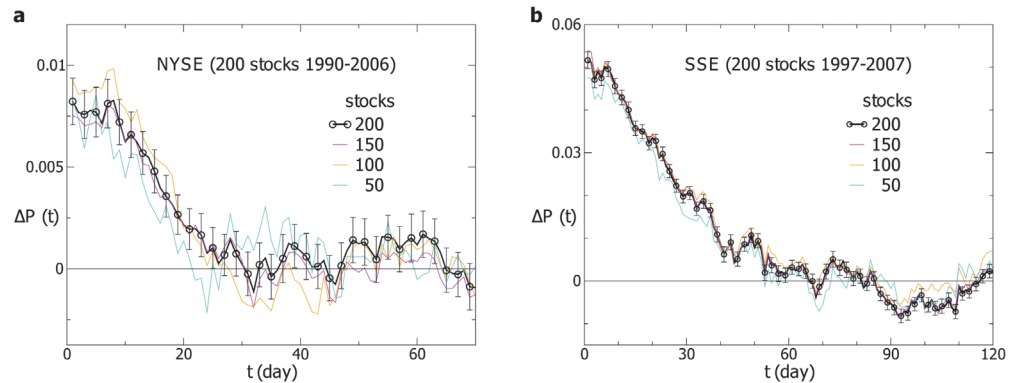 a
NYSE (200 stocks 1990-2006)
stocks
200
150
100
50
0.01
0.005
0
ΔP (t)
0 20 40 60
t (day)
b
SSE (200 stocks 1997-2007)
stocks
200
150
100
50
0.06
0.03
0
ΔP (t)
0 30 60 90 120
t (day)